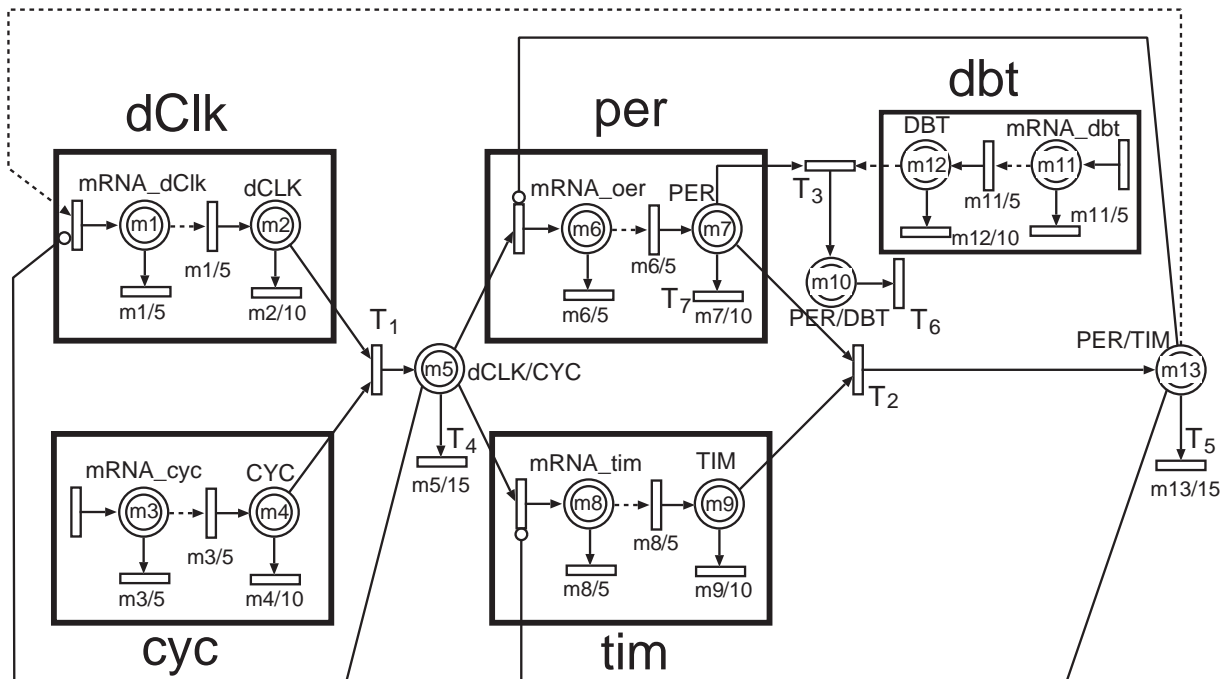 dClk
mRNA_dClk
dCLK
m1
m2
m1/5
m1/5
m2/10
per
mRNA_oer
PER
m6
m7
m6/5
m6/5
T7
m7/10
dbt
DBT
mRNA_dbt
m12
m11
m11/5
m11/5
m12/10
T3
m10
PER/DBT
T6
T1
m5
dCLK/CYC
T4
m5/15
T2
PER/TIM
m13
T5
m13/15
mRNA_cyc
CYC
m3
m4
m3/5
m3/5
m4/10
cyc
mRNA_tim
TIM
m8
m9
m8/5
m8/5
m9/10
tim